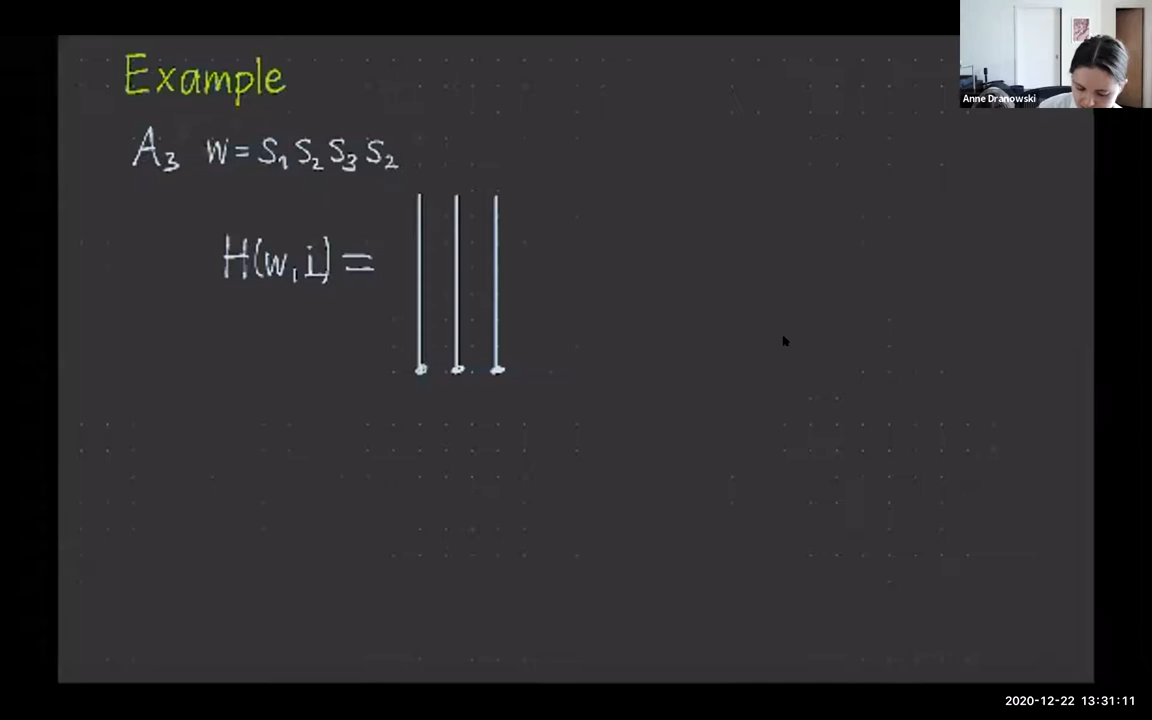 Example
Anne Dranowski
A₃ w = s₁ s₂ s₃ s₂
H(w, i) =
2020-12-22 13:31:11